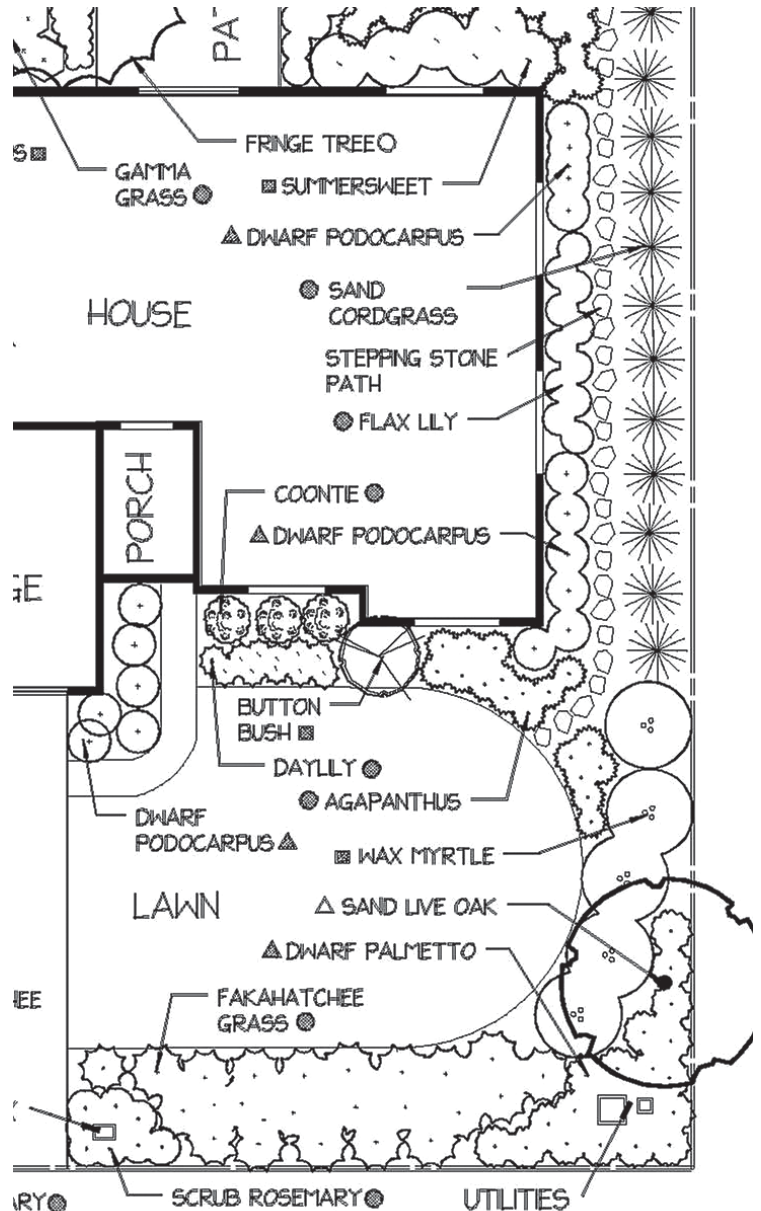 FRINGE TREE
GAMMA
GRASS
SUMMERSWEET
DWARF PODOCARPUS
SAND
CORDGRASS
HOUSE
STEPPING STONE
PATH
FLAX LILY
PORCH
COONTIE
DWARF PODOCARPUS
BUTTON
BUSH
DAYLILY
AGAPANTHUS
DWARF
PODOCARPUS
WAX MYRTLE
LAWN
SAND LIVE OAK
DWARF PALMETTO
FAKAHATCHEE
GRASS
SCRUB ROSEMARY
UTILITIES